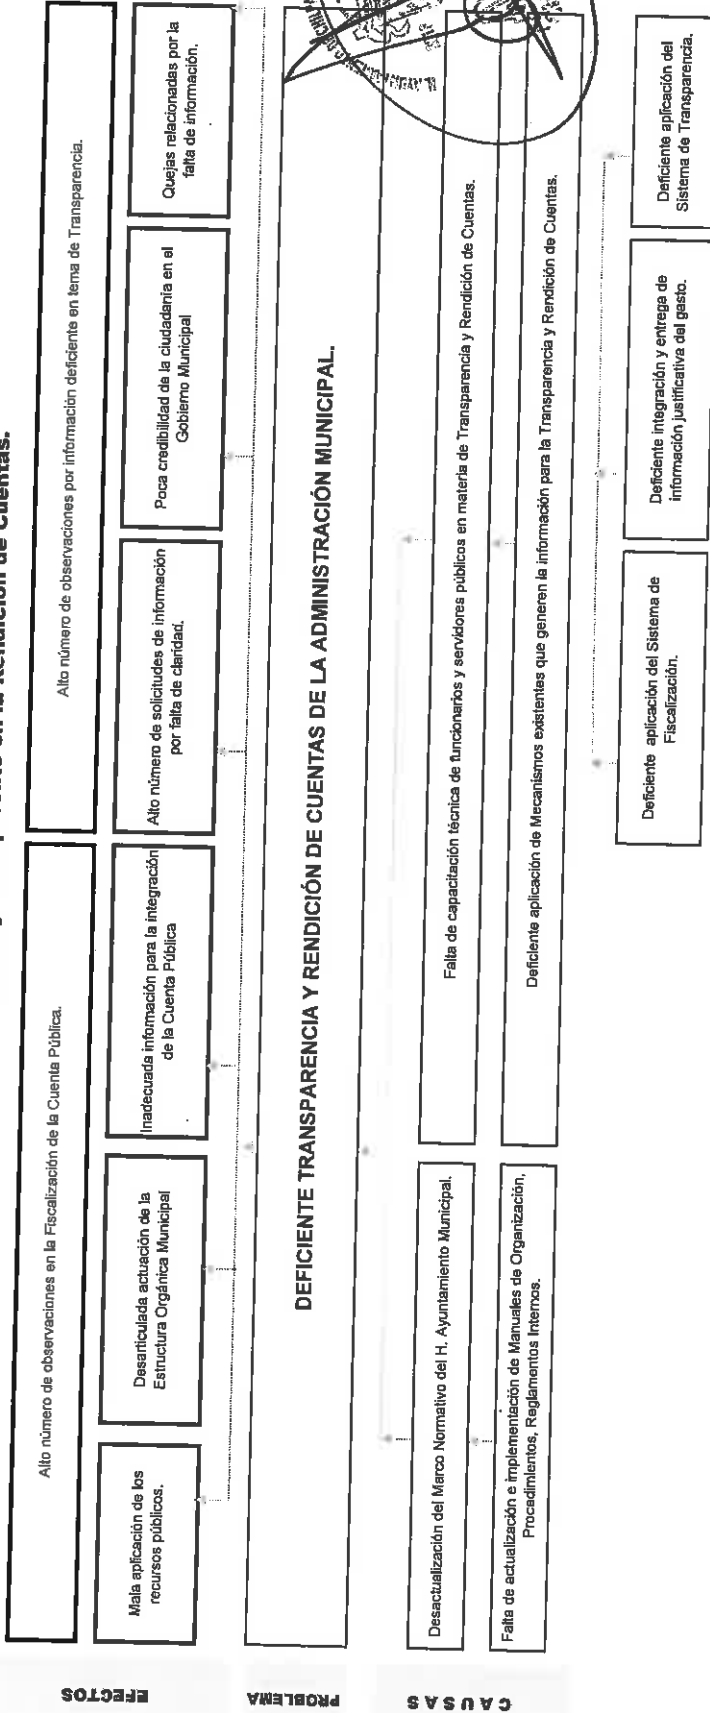 en la Rendición de Cuentas.
EFECTOS
Alto número de observaciones en la Fiscalización de la Cuenta Pública.
Alto número de observaciones por información deficiente en tema de Transparencia.
Mala aplicación de los
recursos públicos.
Desarticulada actuación de la
Estructura Orgánica Municipal
Inadecuada información para la integración
de la Cuenta Pública
Alto número de solicitudes de información
por falta de claridad.
Poca credibilidad de la ciudadanía en el
Gobierno Municipal
Quejas relacionadas por la
falta de información.
PROBLEMA
DEFICIENTE TRANSPARENCIA Y RENDICIÓN DE CUENTAS DE LA ADMINISTRACIÓN MUNICIPAL.
CAUSAS
Desactualización del Marco Normativo del H. Ayuntamiento Municipal.
Falta de capacitación técnica de funcionarios y servidores públicos en materia de Transparencia y Rendición de Cuentas.
Falta de actualización e implementación de Manuales de Organización,
Procedimientos, Reglamentos Internos.
Deficiente aplicación de Mecanismos existentes que generen la información para la Transparencia y Rendición de Cuentas.
Deficiente aplicación del Sistema de
Fiscalización.
Deficiente integración y entrega de
información justificativa del gasto.
Deficiente aplicación del
Sistema de Transparencia.